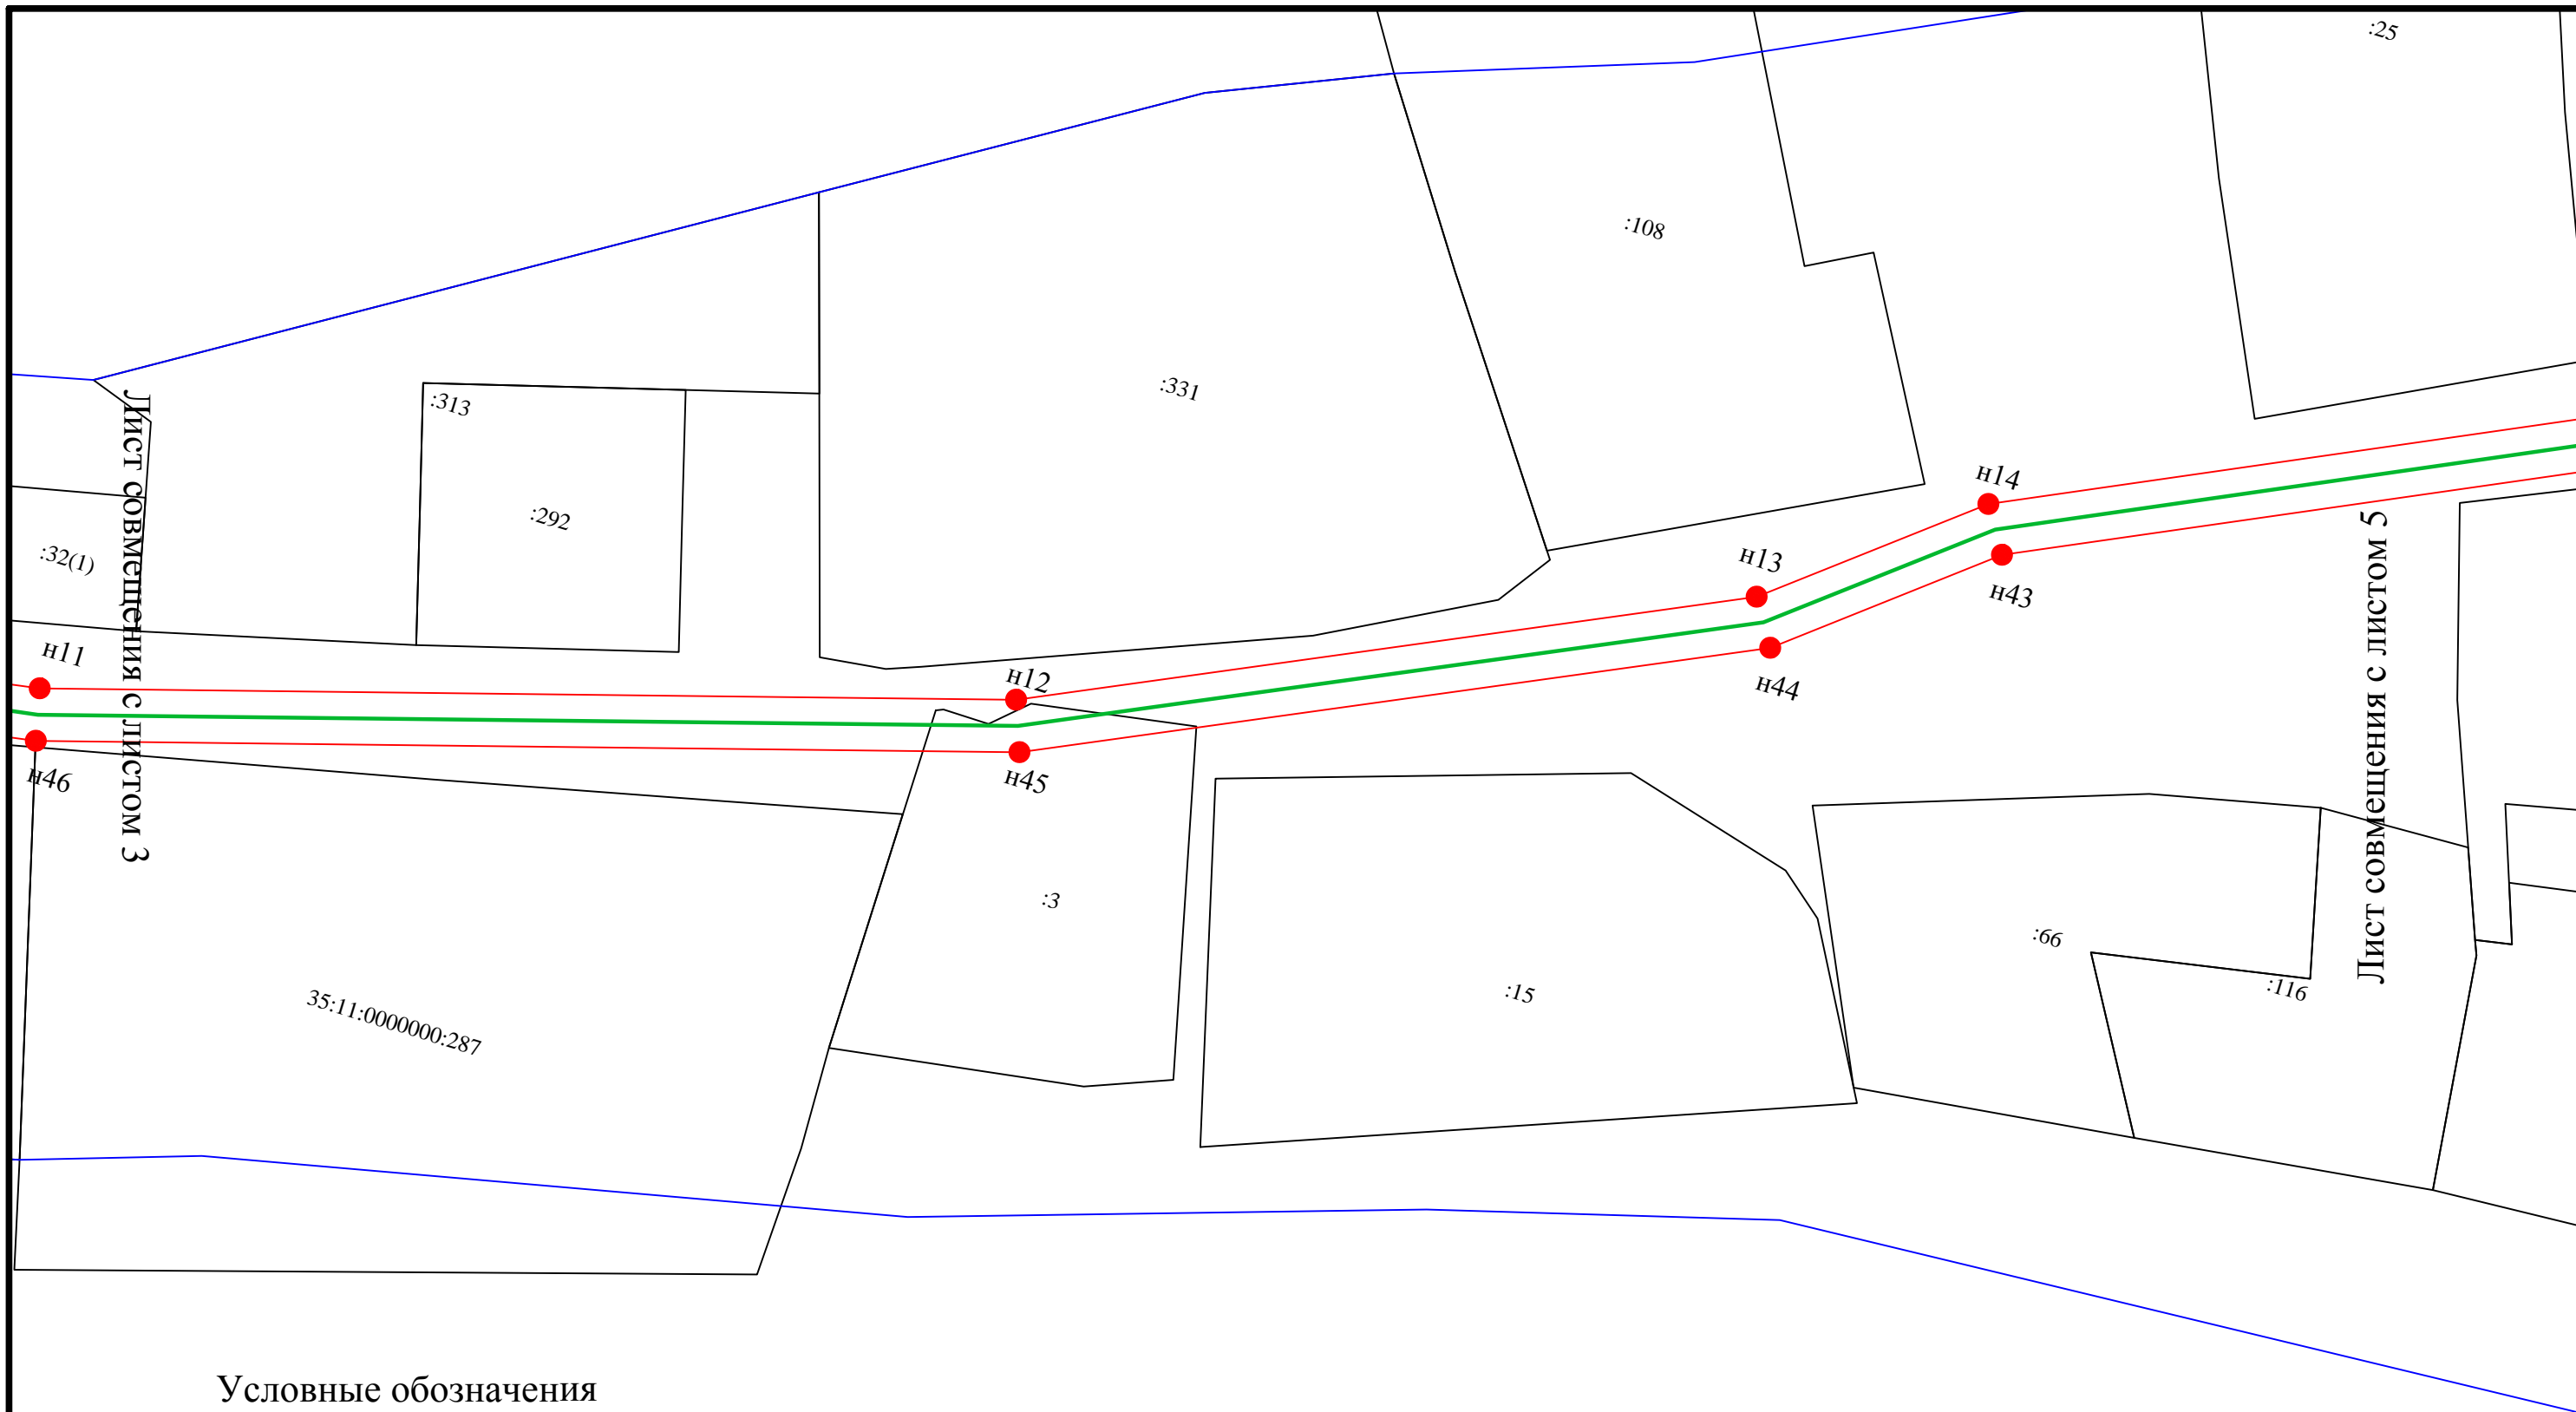 :25
:108
:331
:313
:292
:32(1)
н14
н13
н43
н11
н12
н44
н46
н45
Лист совмещения с листом 3
Лист совмещения с листом 5
:3
:66
:15
:116
35:11:0000000:287
Условные обозначения